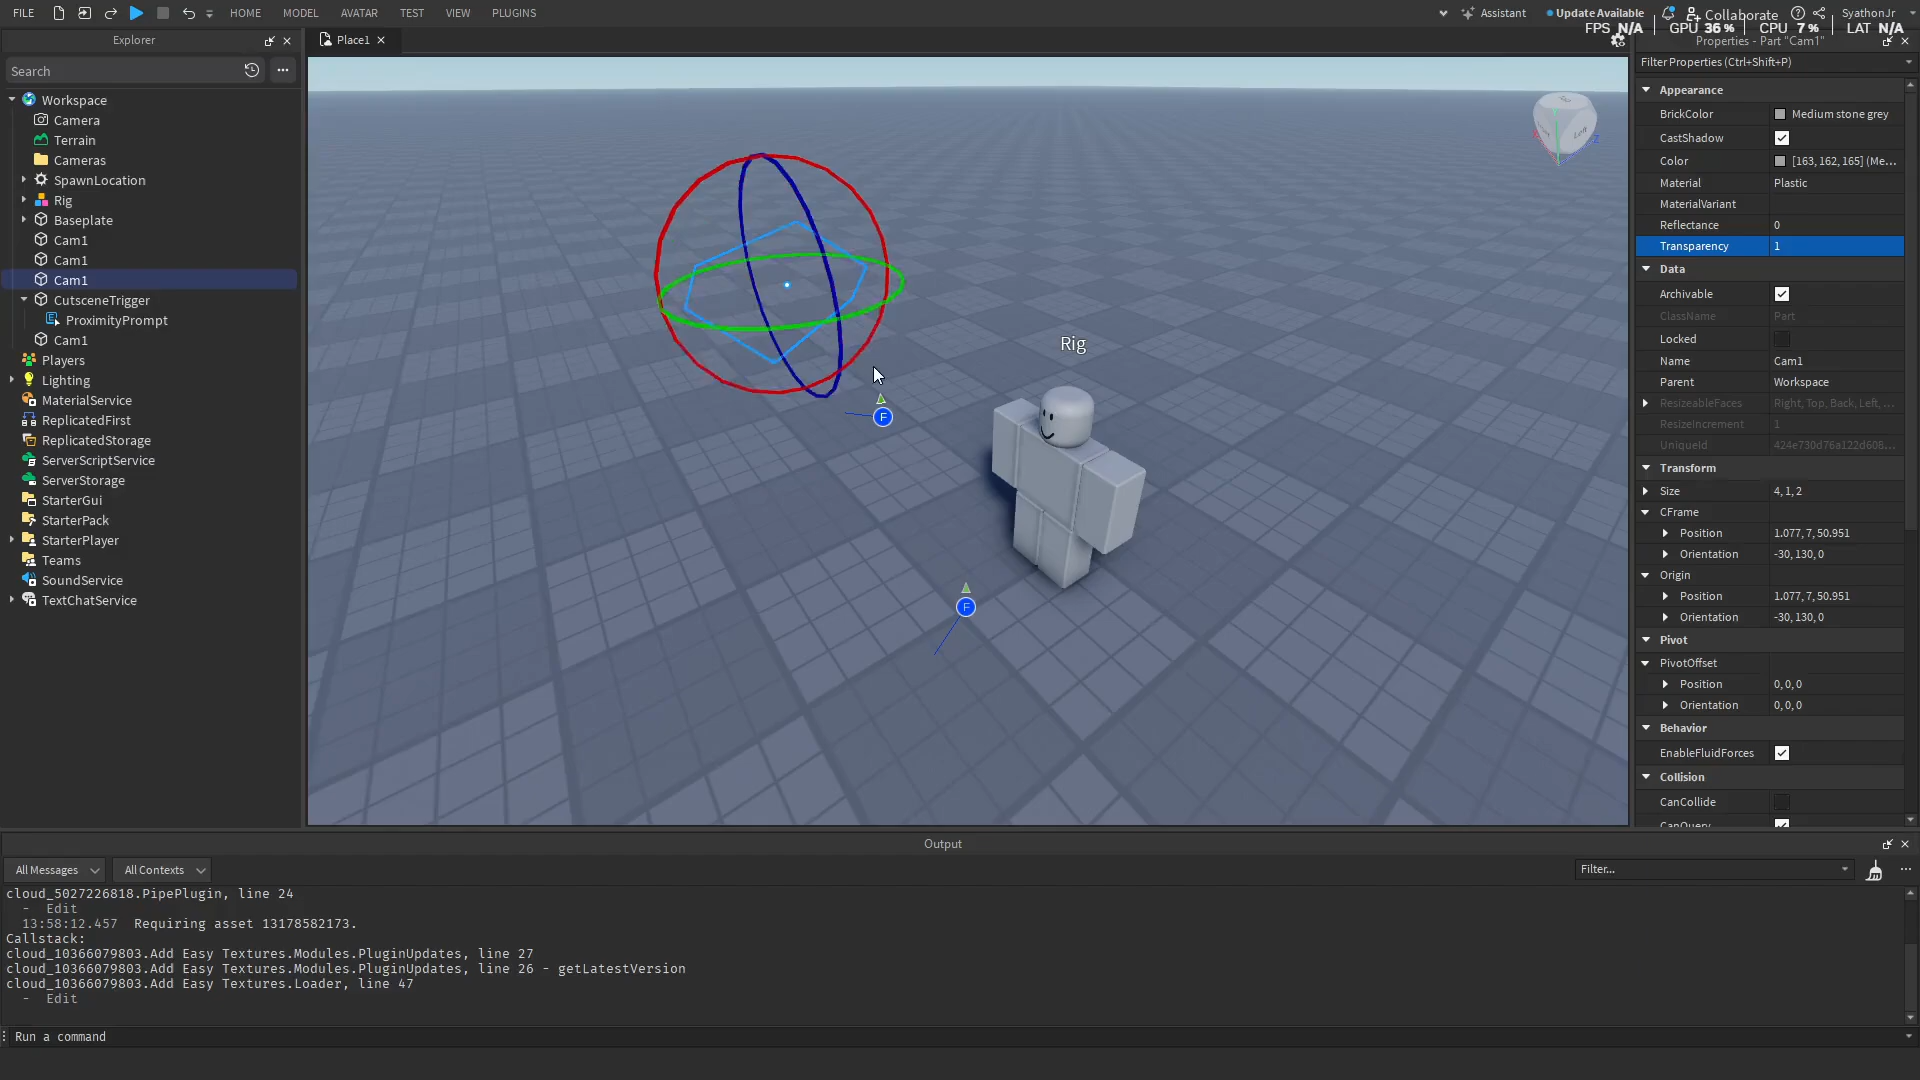 FILE HOME MODEL AVATAR TEST VIEW PLUGINS Assistant Update Available Collaborate SyathonJr
FPS N/A GPU 36 % CPU 7 % LAT N/A
Explorer
Place1
Properties - Part "Cam1"
Search
Filter Properties (Ctrl+Shift+P)
Workspace
Camera
Terrain
Cameras
SpawnLocation
Rig
Baseplate
Cam1
Cam1
Cam1
CutsceneTrigger
ProximityPrompt
Cam1
Players
Lighting
MaterialService
ReplicatedFirst
ReplicatedStorage
ServerScriptService
ServerStorage
StarterGui
StarterPack
StarterPlayer
Teams
SoundService
TextChatService
Left
Rig
F
F
Appearance
BrickColor Medium stone grey
CastShadow
Color [163, 162, 165] (Me...
Material Plastic
MaterialVariant
Reflectance 0
Transparency 1
Data
Archivable
ClassName Part
Locked
Name Cam1
Parent Workspace
ResizeableFaces Right, Top, Back, Left, ...
ResizeIncrement 1
UniqueId 424e730d76a122d608...
Transform
Size 4, 1, 2
CFrame
Position 1.077, 7, 50.951
Orientation -30, 130, 0
Origin
Position 1.077, 7, 50.951
Orientation -30, 130, 0
Pivot
PivotOffset
Position 0, 0, 0
Orientation 0, 0, 0
Behavior
EnableFluidForces
Collision
CanCollide
CanQuery
Output
All Messages All Contexts Filter...
cloud_5027226818.PipePlugin, line 24
- Edit
13:58:12.457 Requiring asset 13178582173.
Callstack:
cloud_10366079803.Add Easy Textures.Modules.PluginUpdates, line 27
cloud_10366079803.Add Easy Textures.Modules.PluginUpdates, line 26 - getLatestVersion
cloud_10366079803.Add Easy Textures.Loader, line 47
- Edit
Run a command